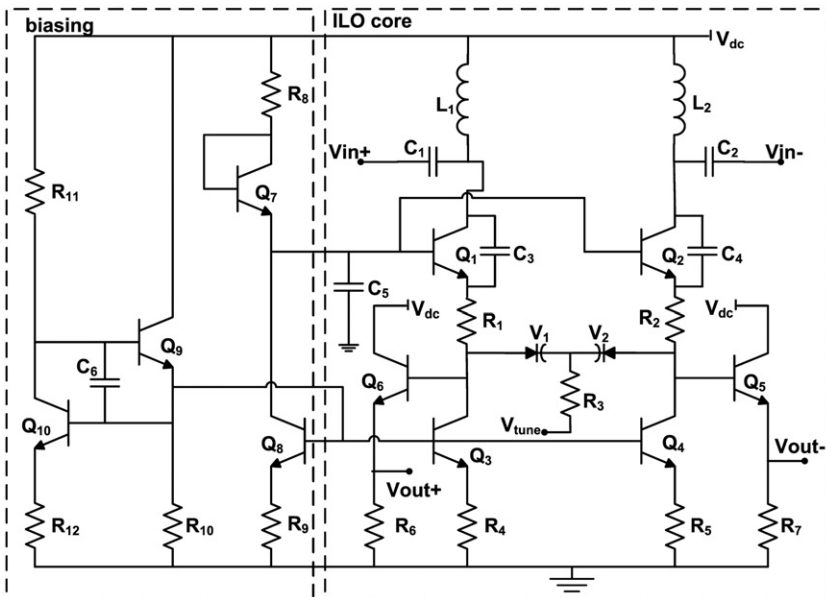 biasing
ILO core
Vdc
R8
L1
L2
C1
C2
Vin+
Vin-
R11
Q7
Q1
C3
Q2
C4
C5
Vdc
R1
V1
V2
R2
Vdc
Q9
C6
Q6
R3
Q5
Vtune
Q10
Q8
Q3
Q4
Vout-
Vout+
R12
R10
R9
R6
R4
R5
R7